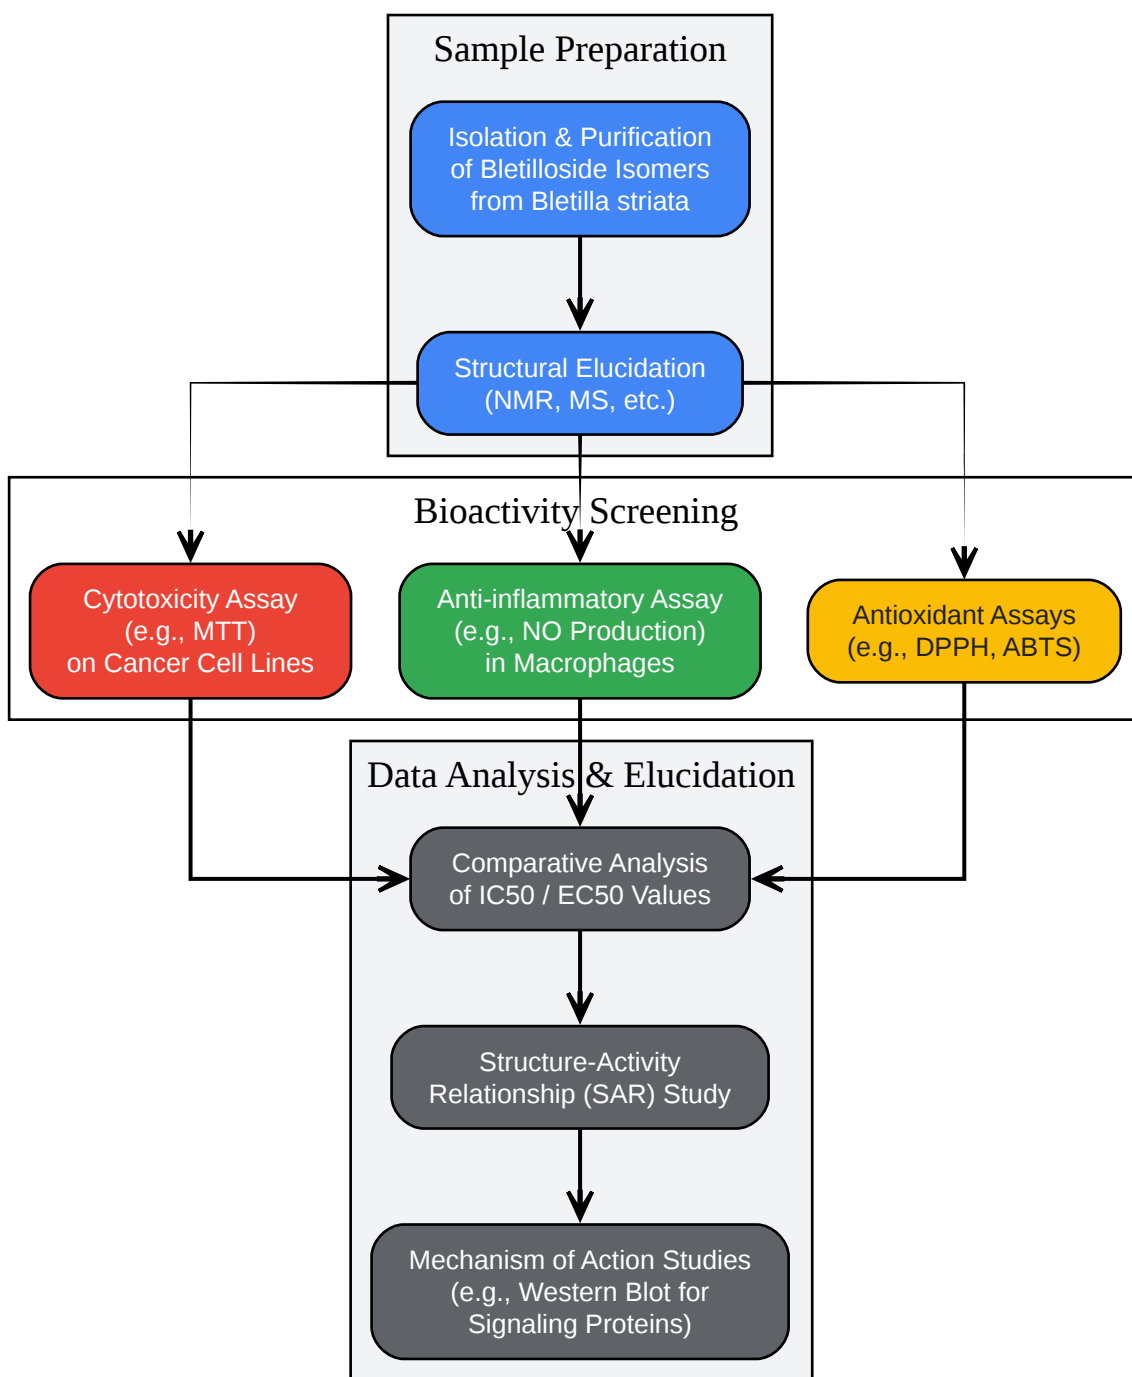 Sample Preparation
Isolation & Purification
of Bletilloside Isomers
from Bletilla striata
Structural Elucidation
(NMR, MS, etc.)
Bioactivity Screening
Cytotoxicity Assay
(e.g., MTT)
on Cancer Cell Lines
Anti-inflammatory Assay
(e.g., NO Production)
in Macrophages
Antioxidant Assays
(e.g., DPPH, ABTS)
Data Analysis & Elucidation
Comparative Analysis
of IC50 / EC50 Values
Structure-Activity
Relationship (SAR) Study
Mechanism of Action Studies
(e.g., Western Blot for
Signaling Proteins)